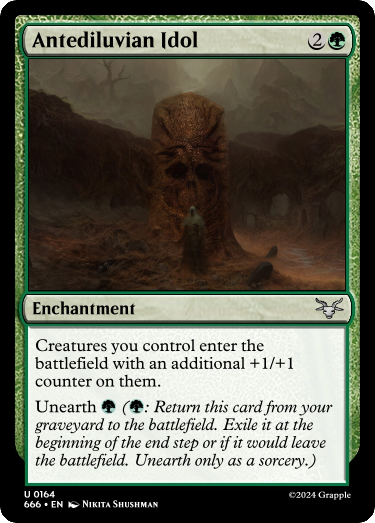 Antediluvian Idol 2
Enchantment
Creatures you control enter the
battlefield with an additional +1/+1
counter on them.
Unearth (: Return this card from your
graveyard to the battlefield. Exile it at the
beginning of the end step or if it would leave
the battlefield. Unearth only as a sorcery.)
U 0164
666 • EN Nikita Shushman
©2024 Grapple